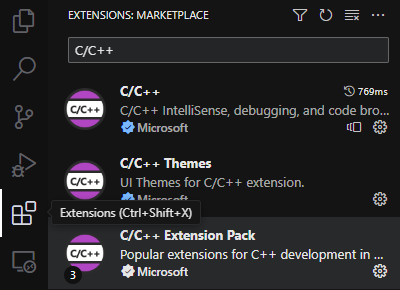 EXTENSIONS: MARKETPLACE
C/C++
C/C++
C/C++
769ms
C/C++ IntelliSense, debugging, and code bro...
Microsoft
C/C++
C/C++ Themes
UI Themes for C/C++ extension.
Microsoft
Extensions (Ctrl+Shift+X)
C/C++
C/C++ Extension Pack
Popular extensions for C++ development in ...
3
Microsoft